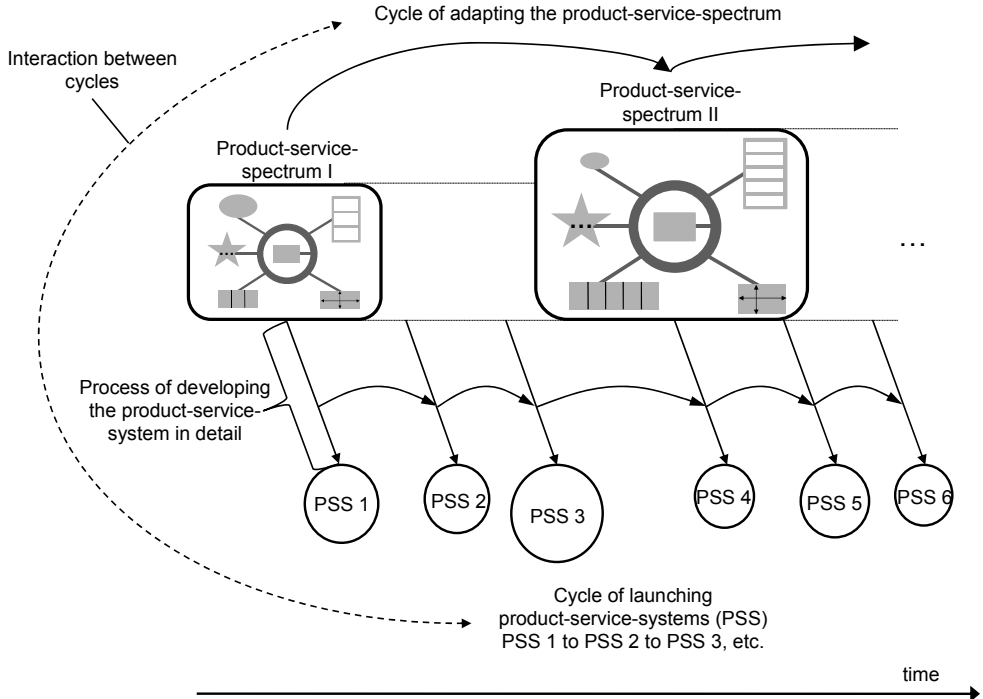 Cycle of adapting the product-service-spectrum
Interaction between
cycles
Product-service-
spectrum I
Product-service-
spectrum II
...
...
...
Process of developing
the product-service-
system in detail
PSS 1
PSS 2
PSS 3
PSS 4
PSS 5
PSS 6
Cycle of launching
product-service-systems (PSS)
PSS 1 to PSS 2 to PSS 3, etc.
time